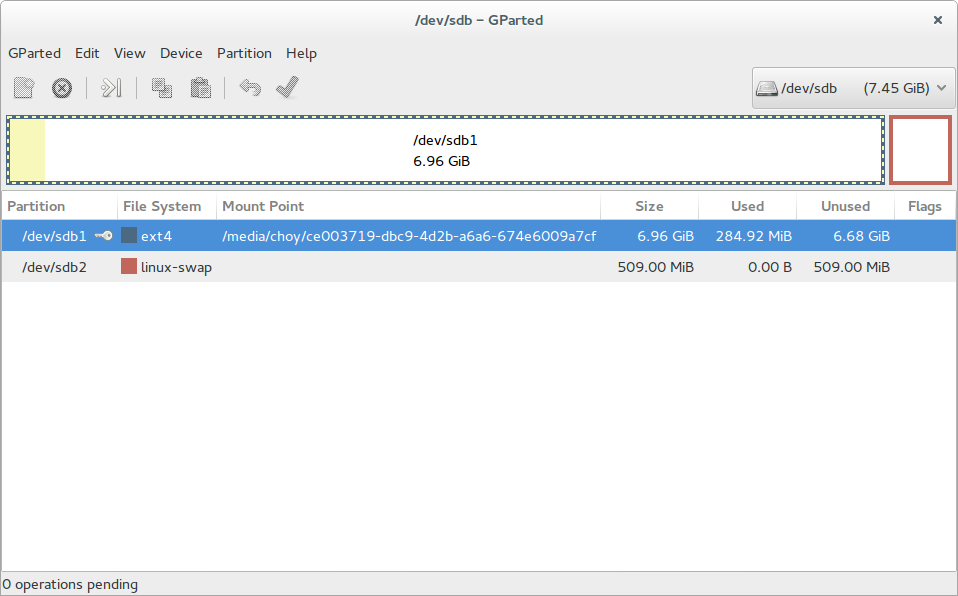 /dev/sdb – GParted
GParted Edit View Device Partition Help
/dev/sdb (7.45 GiB)
/dev/sdb1
6.96 GiB
Partition File System Mount Point Size Used Unused Flags
/dev/sdb1 ext4 /media/choy/ce003719-dbc9-4d2b-a6a6-674e6009a7cf 6.96 GiB 284.92 MiB 6.68 GiB
/dev/sdb2 linux-swap 509.00 MiB 0.00 B 509.00 MiB
0 operations pending